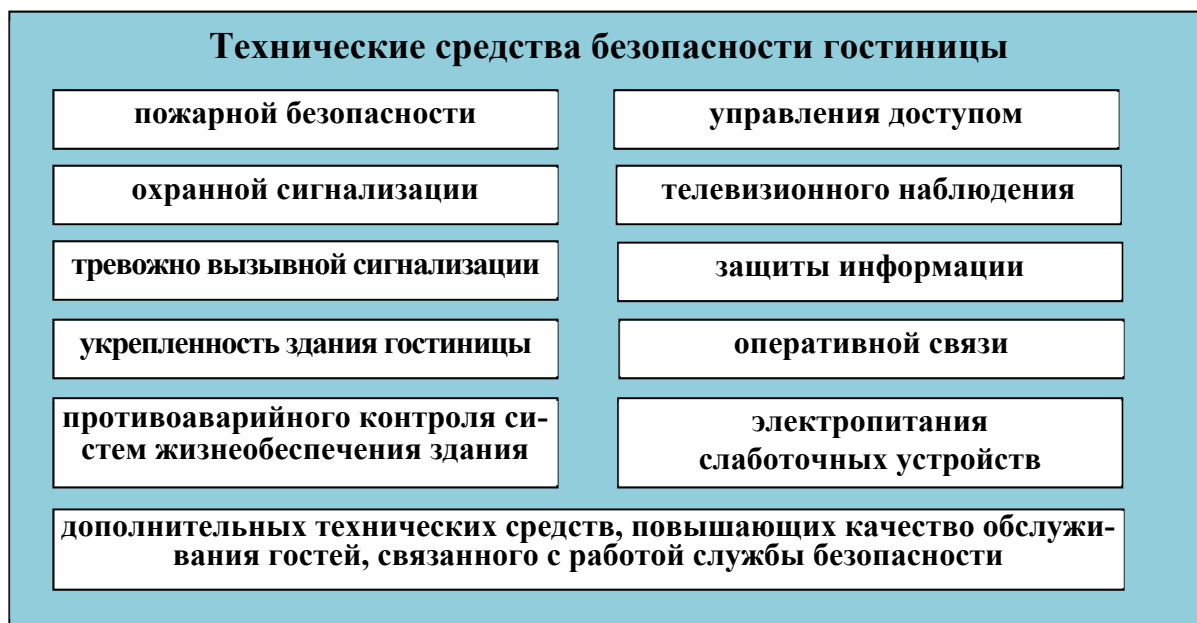 Технические средства безопасности гостиницы
пожарной безопасности
управления доступом
охранной сигнализации
телевизионного наблюдения
тревожно вызывной сигнализации
защиты информации
укрепленность здания гостиницы
оперативной связи
противоаварийного контроля си-
стем жизнеобеспечения здания
электропитания
слаботочных устройств
дополнительных технических средств, повышающих качество обслужи-
вания гостей, связанного с работой службы безопасности